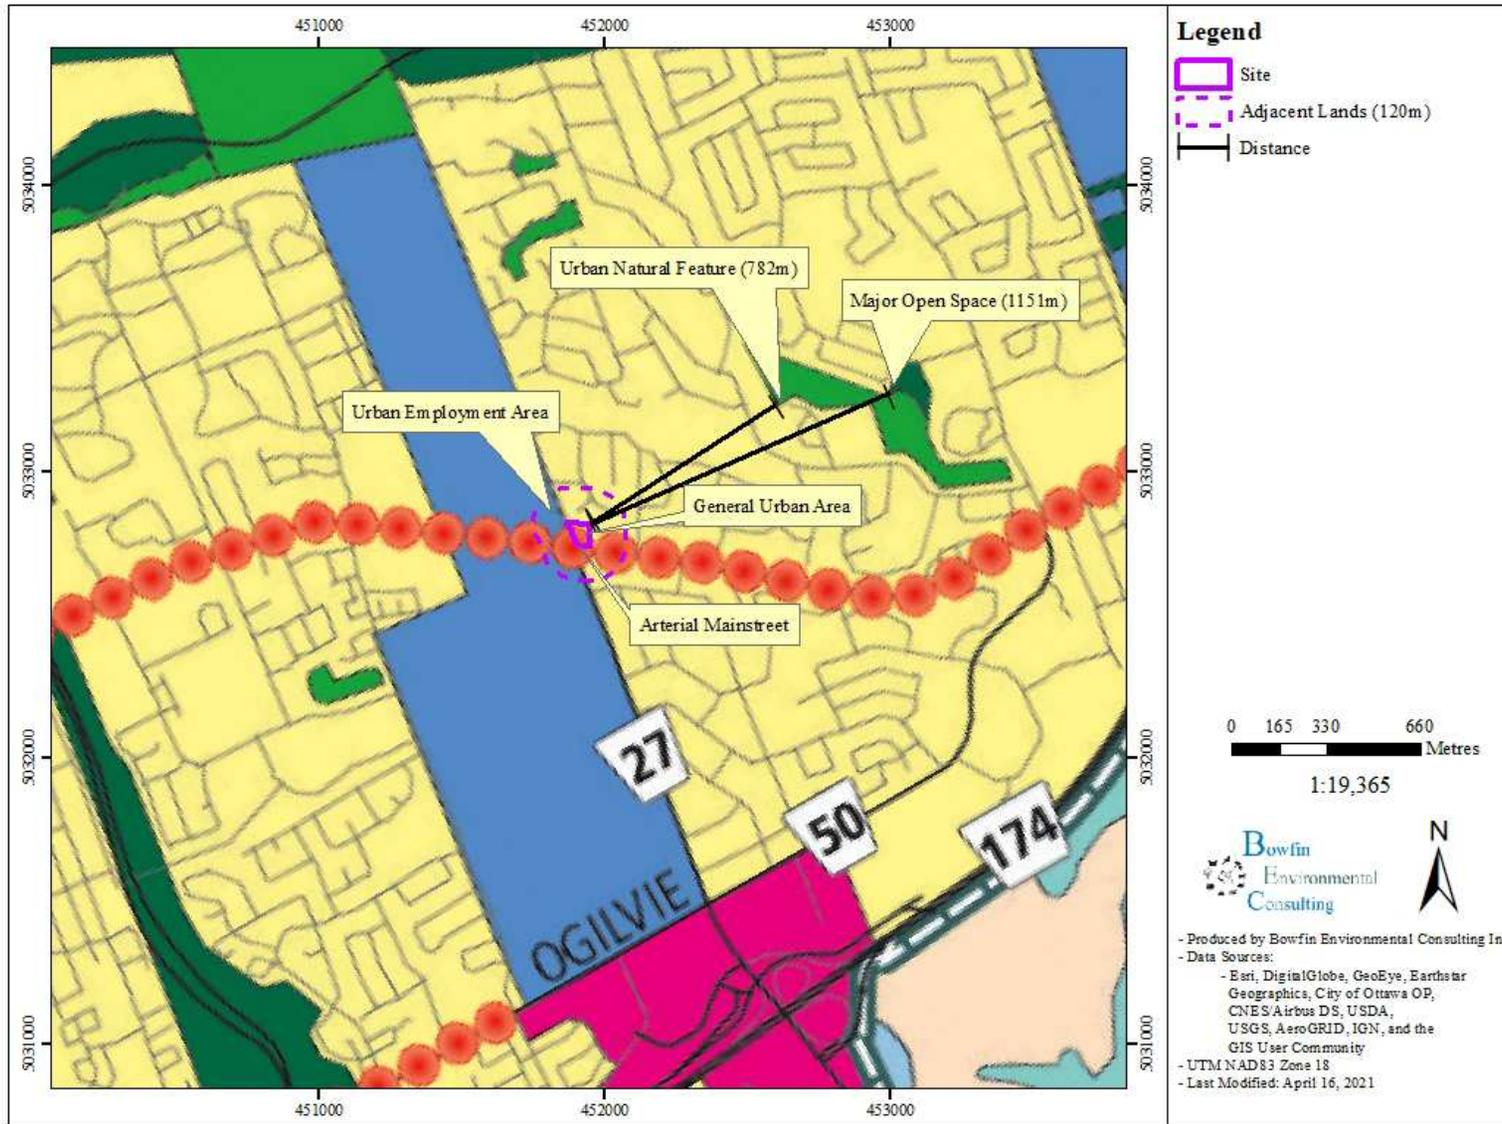 451000 452000 453000
5034000
5033000
5032000
5031000
5034000
5033000
5032000
5031000
Urban Natural Feature (782m)
Major Open Space (1151m)
Urban Employment Area
General Urban Area
Arterial Mainstreet
27
50
174
OGILVIE
451000 452000 453000
Legend
Site
Adjacent Lands (120m)
Distance
0 165 330 660
Metres
1:19,365
Bowfin
Environmental
Consulting
N
- Produced by Bowfin Environmental Consulting In
- Data Sources:
- Esri, DigitalGlobe, GeoEye, Earthstar
Geographics, City of Ottawa OP,
CNES/Airbus DS, USDA,
USGS, AeroGRID, IGN, and the
GIS User Community
- UTM NAD83 Zone 18
- Last Modified: April 16, 2021